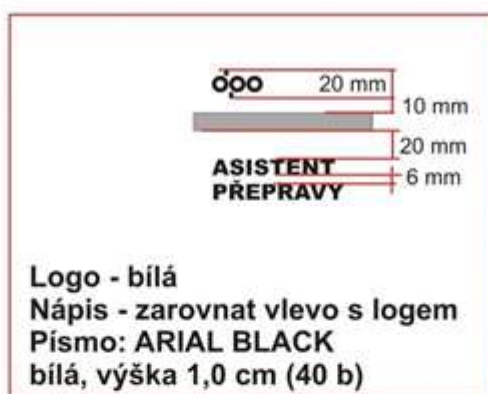 opo
20 mm
10 mm
20 mm
ASISTENT
6 mm
PŘEPRAVY
Logo - bílá
Nápis - zarovnat vlevo s logem
Písmo: ARIAL BLACK
bílá, výška 1,0 cm (40 b)